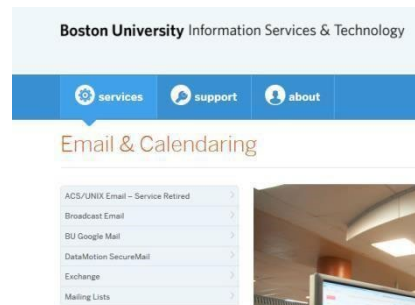 Boston University Information Services & Technology
services support about
Email & Calendaring
ACS/UNIX Email – Service Retired
Broadcast Email
BU Google Mail
DataMotion SecureMail
Exchange
Mailing Lists